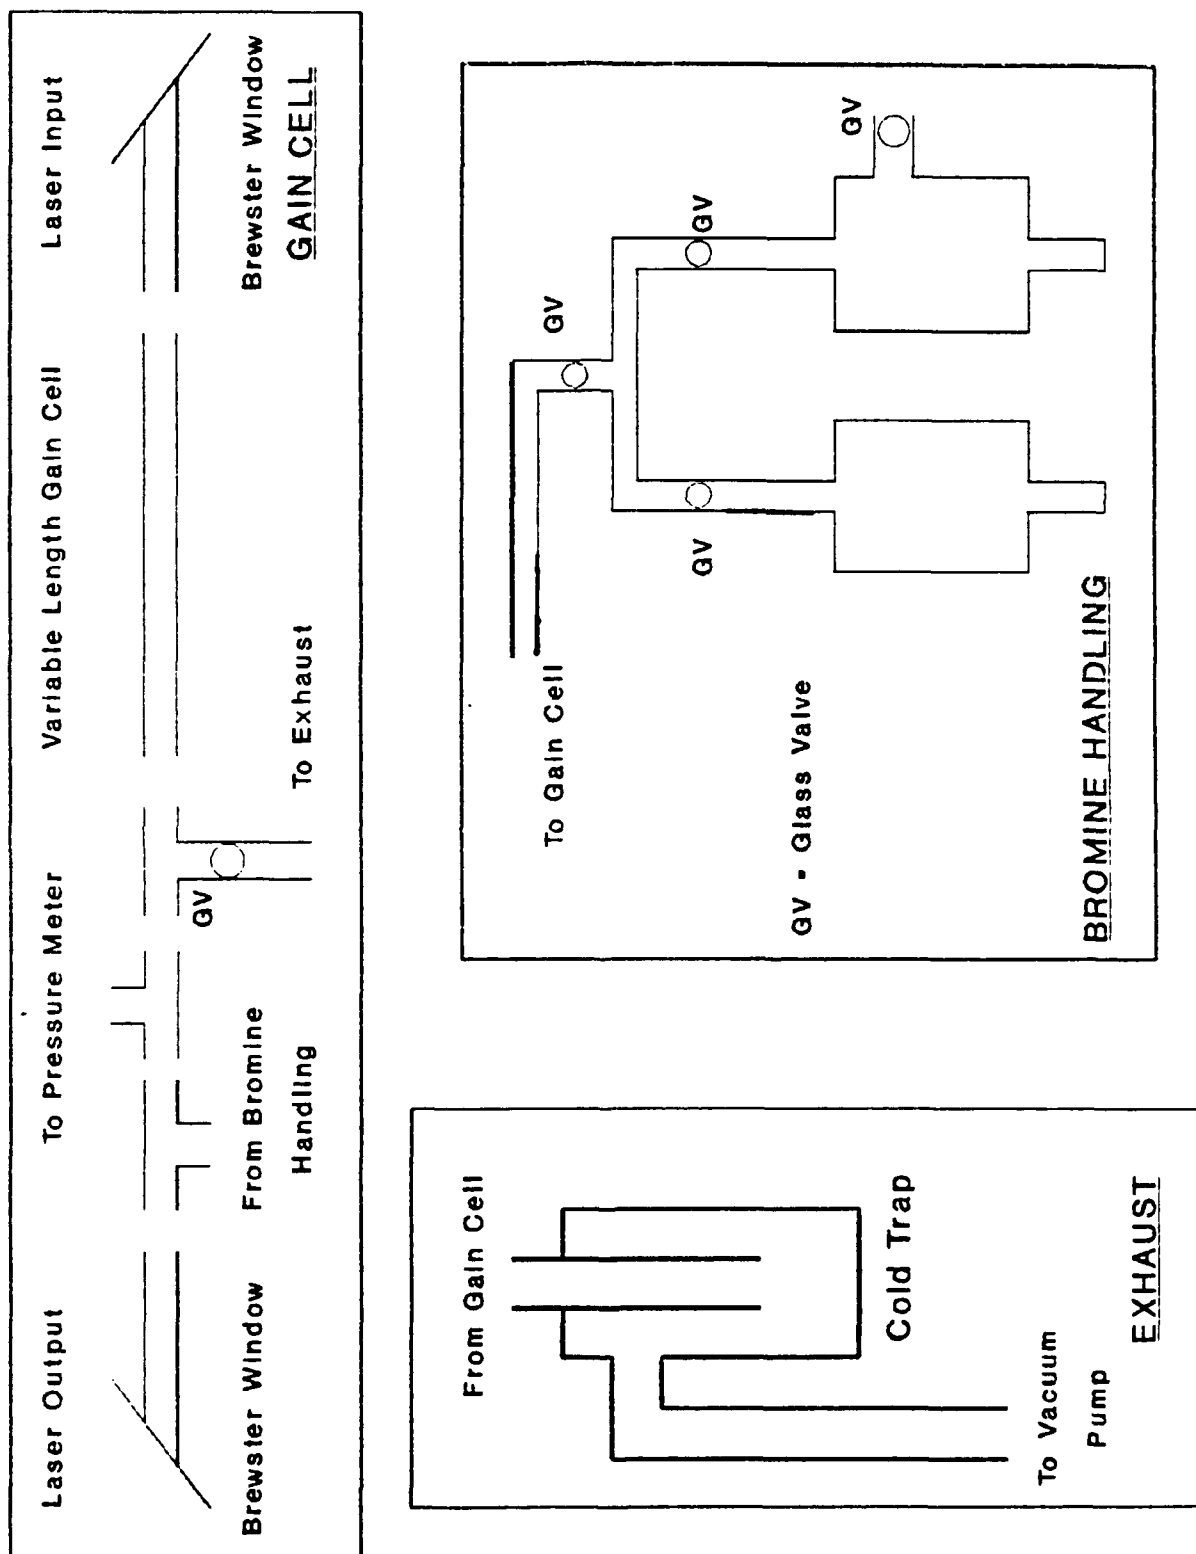 Laser Output
To Pressure Meter
Variable Length Gain Cell
Laser Input
GV
Brewster Window
From Bromine
Handling
To Exhaust
Brewster Window
GAIN CELL
From Gain Cell
Cold Trap
To Vacuum
Pump
EXHAUST
To Gain Cell
GV
GV
GV
GV
GV - Glass Valve
BROMINE HANDLING